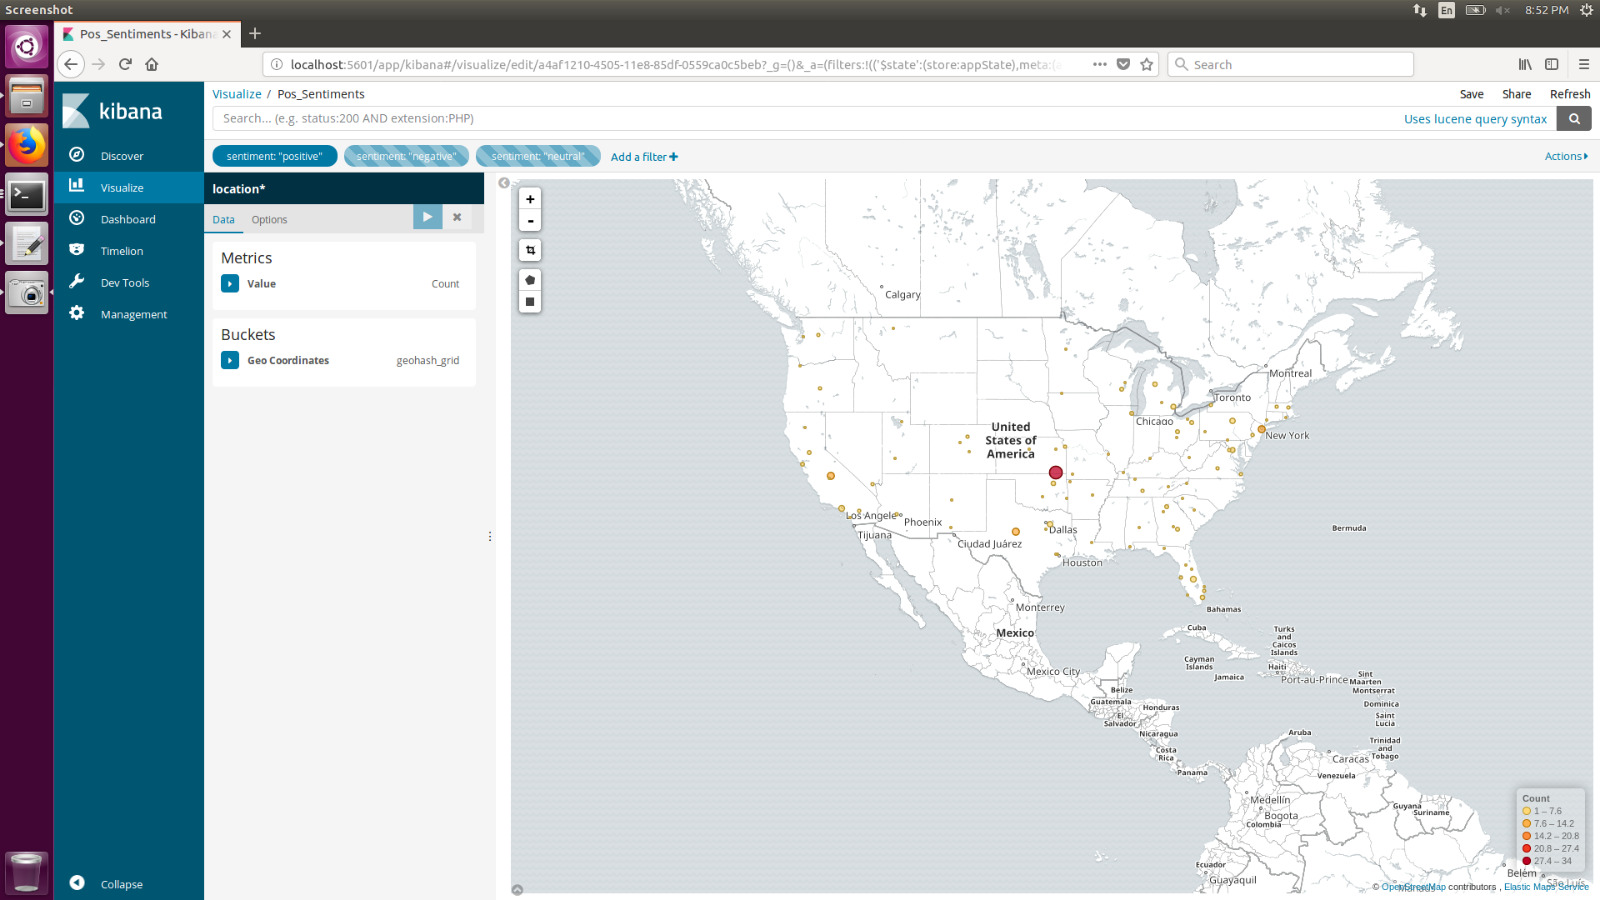 Screenshot
En
8:52 PM
Pos_Sentiments - Kibana
localhost:5601/app/kibana#/visualize/edit/a4af1210-4505-11e8-85df-0559ca0c5beb?_g=()&_a=(filters:!(('$state':(store:appState),meta:(a
Search
kibana
Discover
Visualize
Dashboard
Timelion
Dev Tools
Management
Collapse
Visualize / Pos_Sentiments
Save Share Refresh
Search... (e.g. status:200 AND extension:PHP)
Uses lucene query syntax
sentiment: "positive"
sentiment: "negative"
sentiment: "neutral"
Add a filter +
Actions
location*
Data Options
Metrics
Value Count
Buckets
Geo Coordinates geohash_grid
+
-
Calgary
Montreal
Toronto
Chicago
New York
United
States of
America
Los Angele
Phoenix
Tijuana
Ciudad Juárez
Dallas
Houston
Bermuda
Monterrey
Mexico
Mexico City
Bahamas
Cuba
Turks
and
Caicos
Islands
Cayman
Islands
Haiti
Jamaica
Port-au-Prince
Sint
Maarten
Montserrat
Dominica
Saint
Lucia
Belize
Guatemala
Honduras
El
Salvador
Nicaragua
Costa
Rica
Panama
Aruba
Trinidad
and
Tobago
Caracas
Venezuela
Medellín
Bogota
Colombia
Guyana
Suriname
Ecuador
Guayaquil
Belém
São Luís
Manaus
Count
1 – 7.6
7.6 – 14.2
14.2 – 20.8
20.8 – 27.4
27.4 – 34
© OpenStreetMap contributors , Elastic Maps Service